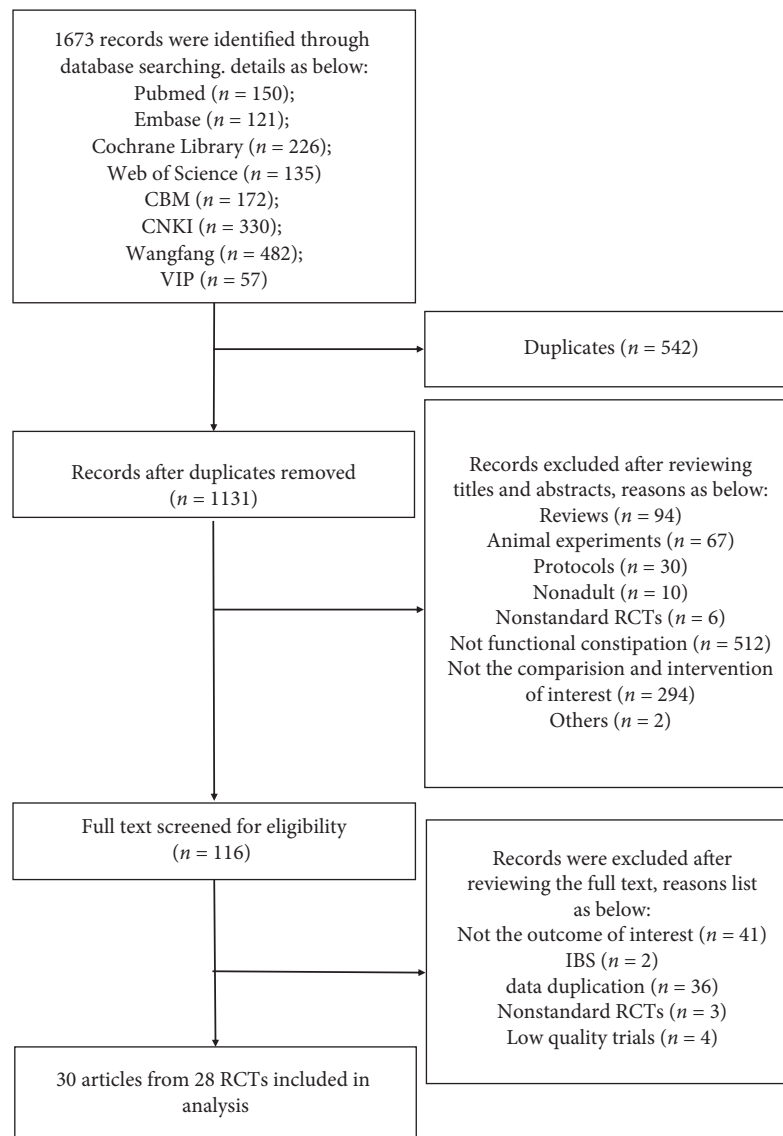 1673 records were identified through
database searching. details as below:
Pubmed (n = 150);
Embase (n = 121);
Cochrane Library (n = 226);
Web of Science (n = 135)
CBM (n = 172);
CNKI (n = 330);
Wangfang (n = 482);
VIP (n = 57)
Duplicates (n = 542)
Records after duplicates removed
(n = 1131)
Records excluded after reviewing
titles and abstracts, reasons as below:
Reviews (n = 94)
Animal experiments (n = 67)
Protocols (n = 30)
Nonadult (n = 10)
Nonstandard RCTs (n = 6)
Not functional constipation (n = 512)
Not the comparision and intervention
of interest (n = 294)
Others (n = 2)
Full text screened for eligibility
(n = 116)
Records were excluded after
reviewing the full text, reasons list
as below:
Not the outcome of interest (n = 41)
IBS (n = 2)
data duplication (n = 36)
Nonstandard RCTs (n = 3)
Low quality trials (n = 4)
30 articles from 28 RCTs included in
analysis